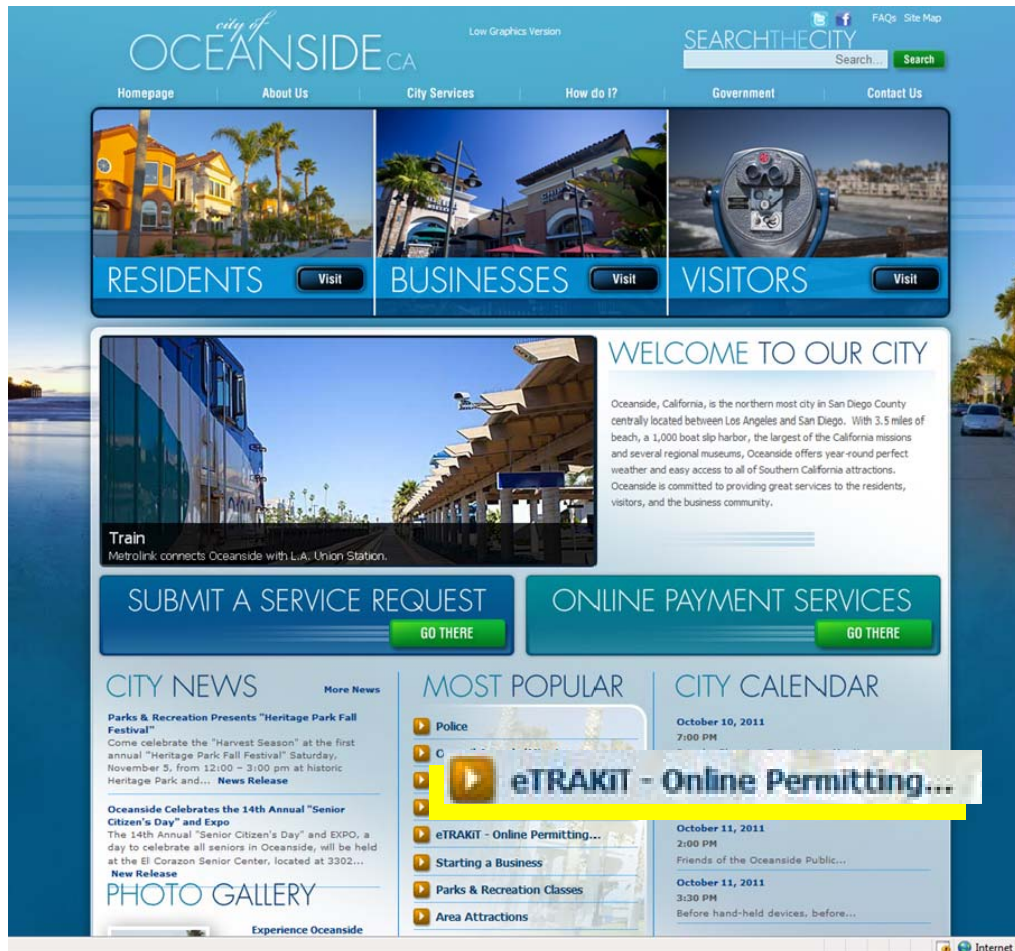 city of
OCEANSIDE CA
Low Graphics Version
FAQs Site Map
SEARCHTHECITY
Search...
Search
Homepage
About Us
City Services
How do I?
Government
Contact Us
RESIDENTS
Visit
BUSINESSES
Visit
VISITORS
Visit
Train
Metrolink connects Oceanside with L.A. Union Station.
WELCOME TO OUR CITY
Oceanside, California, is the northern most city in San Diego County
centrally located between Los Angeles and San Diego. With 3.5 miles of
beach, a 1,000 boat slip harbor, the largest of the California missions
and several regional museums, Oceanside offers year-round perfect
weather and easy access to all of Southern California attractions.
Oceanside is committed to providing great services to the residents,
visitors, and the business community.
SUBMIT A SERVICE REQUEST
GO THERE
ONLINE PAYMENT SERVICES
GO THERE
CITY NEWS
More News
Parks & Recreation Presents "Heritage Park Fall
Festival"
Come celebrate the "Harvest Season" at the first
annual "Heritage Park Fall Festival" Saturday,
November 5, from 12:00 - 3:00 pm at historic
Heritage Park and... News Release
Oceanside Celebrates the 14th Annual "Senior
Citizen's Day" and Expo
The 14th Annual "Senior Citizen's Day" and EXPO, a
day to celebrate all seniors in Oceanside, will be held
at the El Corazon Senior Center, located at 3302...
New Release
PHOTO GALLERY
Experience Oceanside
MOST POPULAR
Police
eTRAKiT - Online Permitting...
eTRAKiT - Online Permitting...
Starting a Business
Parks & Recreation Classes
Area Attractions
CITY CALENDAR
October 10, 2011
7:00 PM
October 11, 2011
2:00 PM
Friends of the Oceanside Public...
October 11, 2011
3:30 PM
Before hand-held devices, before...
Internet